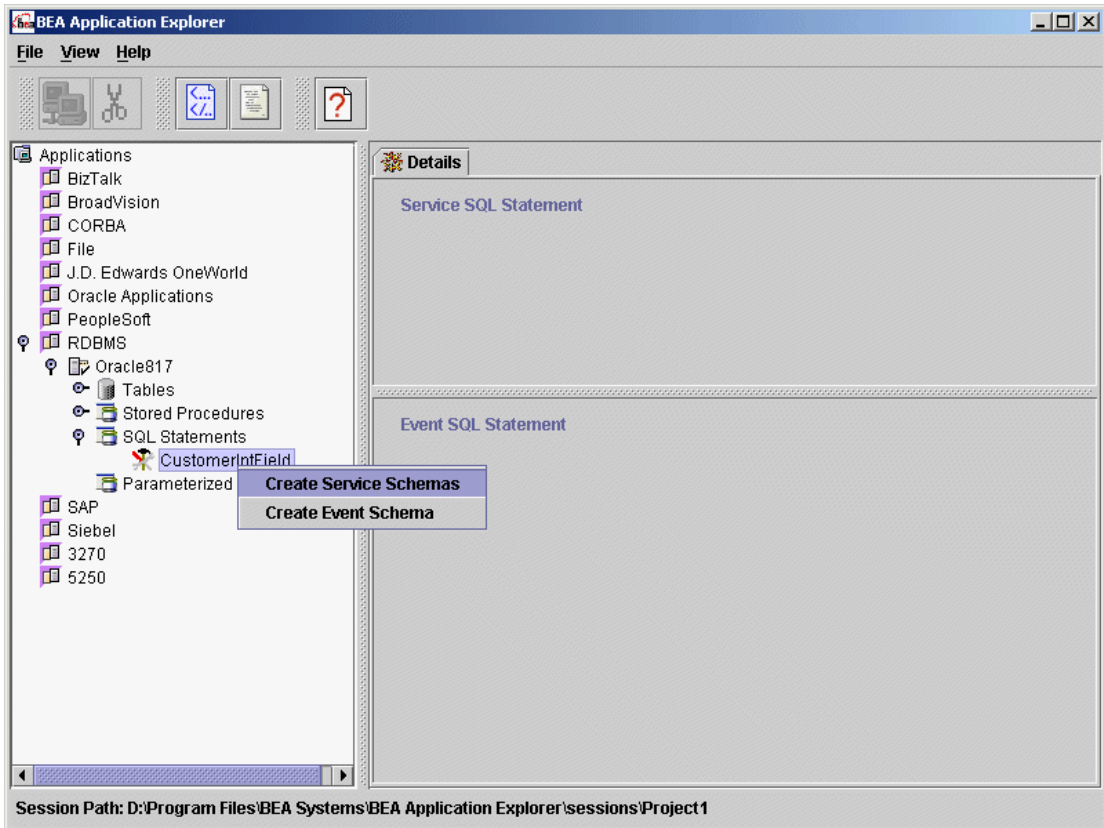 BEA Application Explorer
File View Help
Applications
BizTalk
BroadVision
CORBA
File
J.D. Edwards OneWorld
Oracle Applications
PeopleSoft
RDBMS
Oracle817
Tables
Stored Procedures
SQL Statements
CustomerIntField
Parameterized
SAP
Siebel
3270
5250
Create Service Schemas
Create Event Schema
Details
Service SQL Statement
Event SQL Statement
Session Path: D:\Program Files\BEA Systems\BEA Application Explorer\sessions\Project1